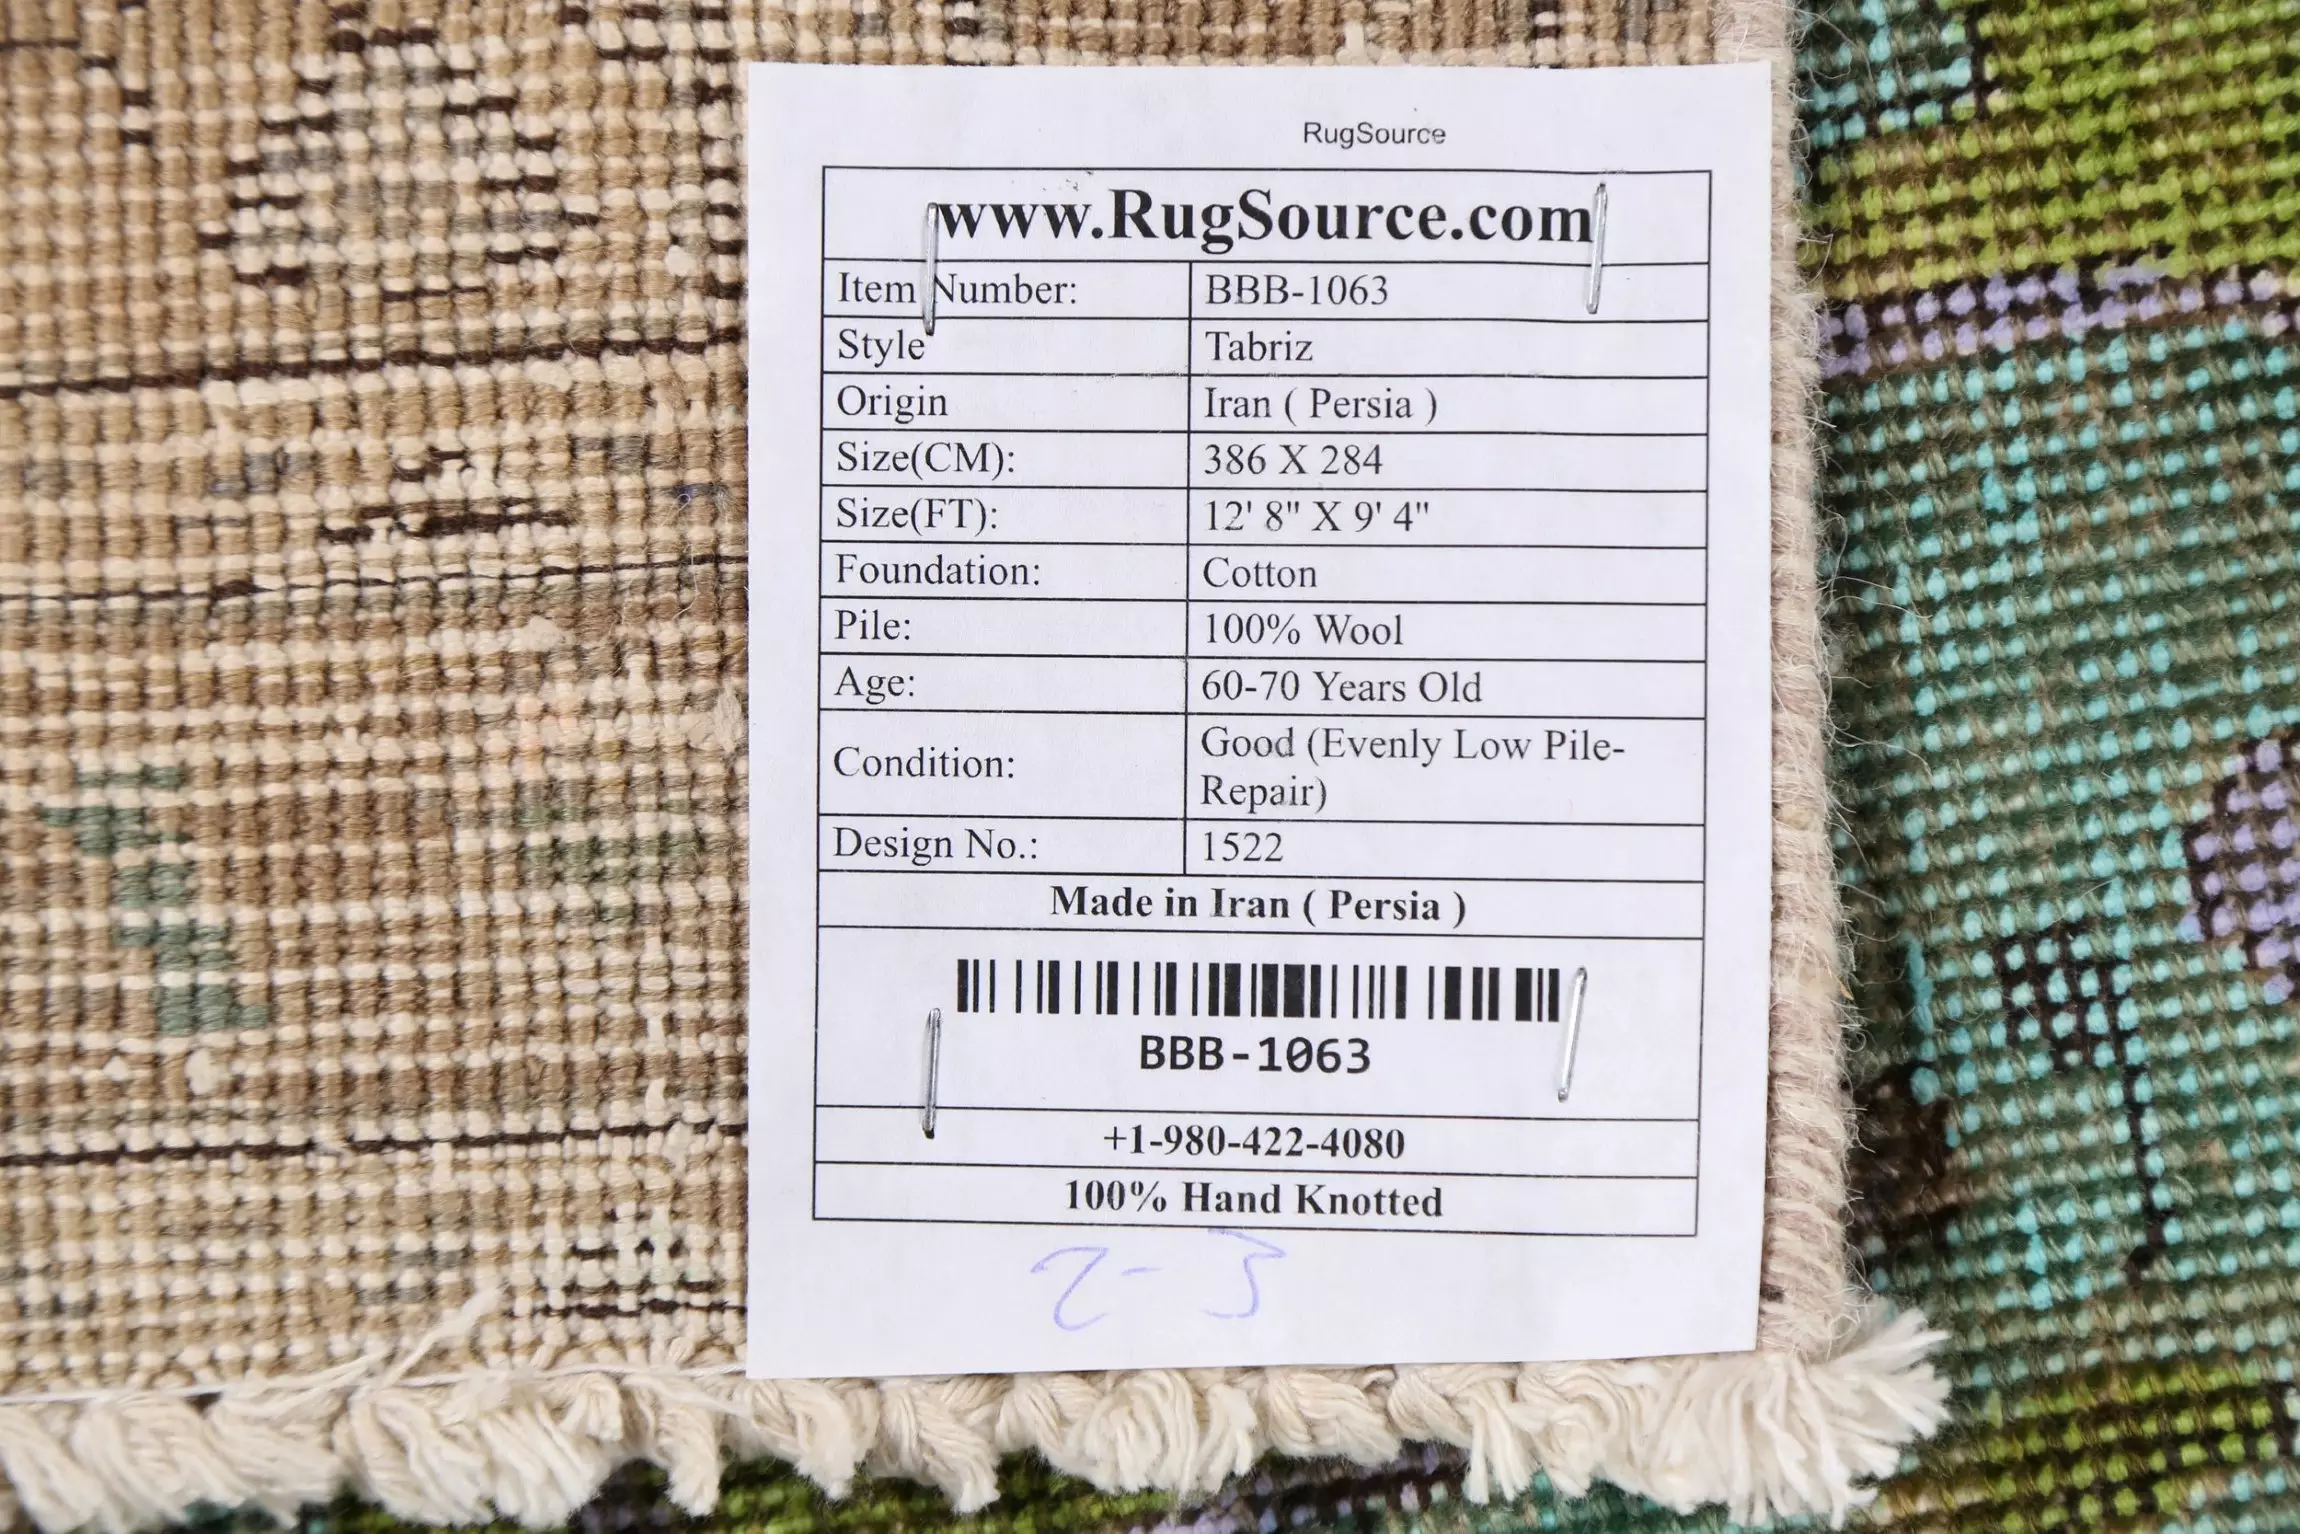 RugSource
www.RugSource.com
Item Number: BBB-1063
Style Tabriz
Origin Iran ( Persia )
Size(CM): 386 X 284
Size(FT): 12' 8" X 9' 4"
Foundation: Cotton
Pile: 100% Wool
Age: 60-70 Years Old
Condition: Good (Evenly Low Pile-
Repair)
Design No.: 1522
Made in Iran ( Persia )
BBB-1063
+1-980-422-4080
100% Hand Knotted
2-3